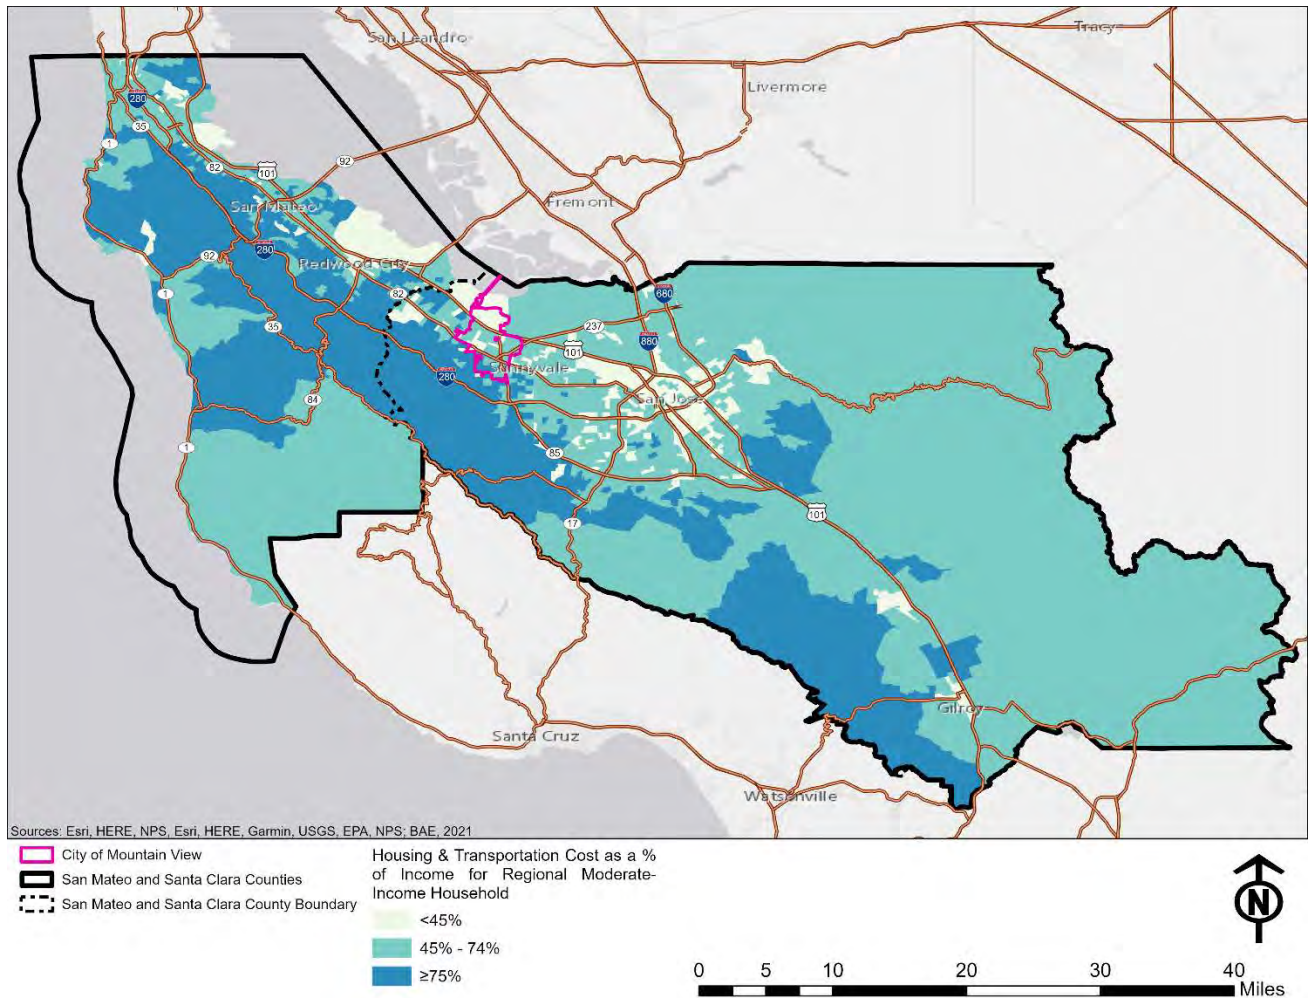 San Leandro
Tracy
Livermore
280
35
1
82
101
92
San Mateo
Fremont
280
92
Redwood City
1
82
680
35
237
880
101
Sunnyvale
280
84
San Jose
1
85
101
17
Gilroy
Santa Cruz
Watsonville
Sources: Esri, HERE, NPS, Esri, HERE, Garmin, USGS, EPA, NPS; BAE, 2021
City of Mountain View
San Mateo and Santa Clara Counties
San Mateo and Santa Clara County Boundary
Housing & Transportation Cost as a %
of Income for Regional Moderate-
Income Household
<45%
45% - 74%
≥75%
N
0 5 10 20 30 40
Miles